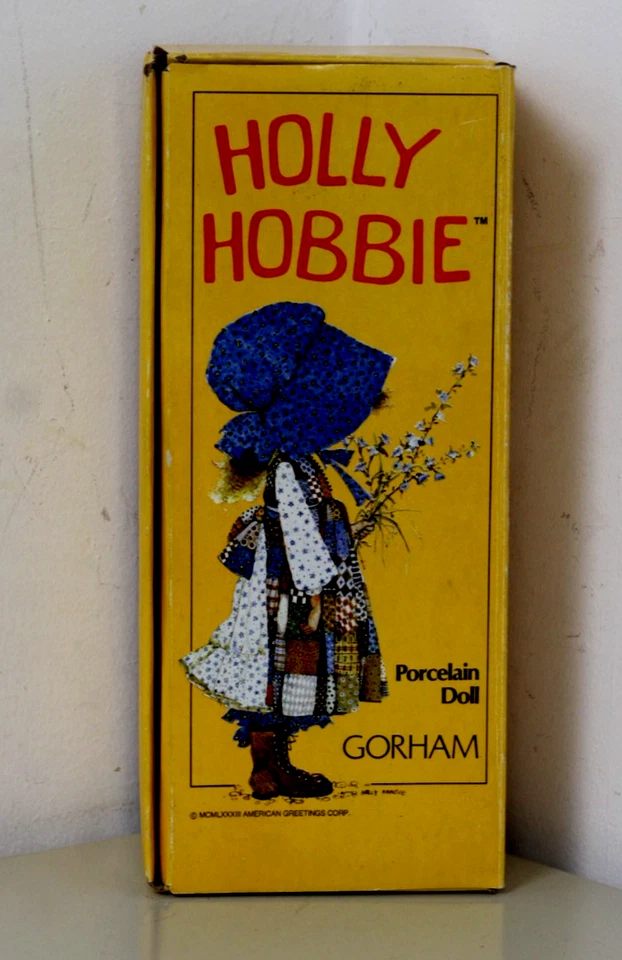 HOLLY
HOBBIE™
Porcelain
Doll
GORHAM
© MCMLXXXIII AMERICAN GREETINGS CORP.